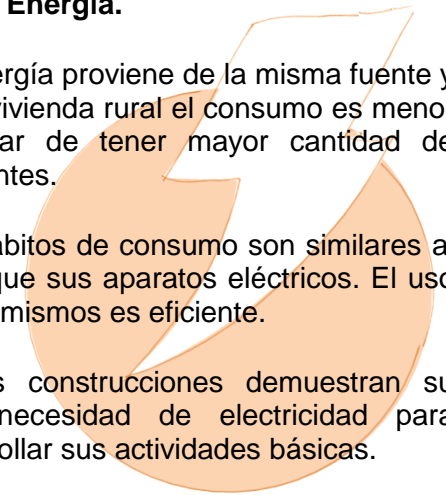 Energía.
ergía proviene de la misma fuente y
vivienda rural el consumo es meno
ar de tener mayor cantidad de
ntes.
ábitos de consumo son similares a
que sus aparatos eléctricos. El uso
mismos es eficiente.
s construcciones demuestran su
necesidad de electricidad para
ollar sus actividades básicas.